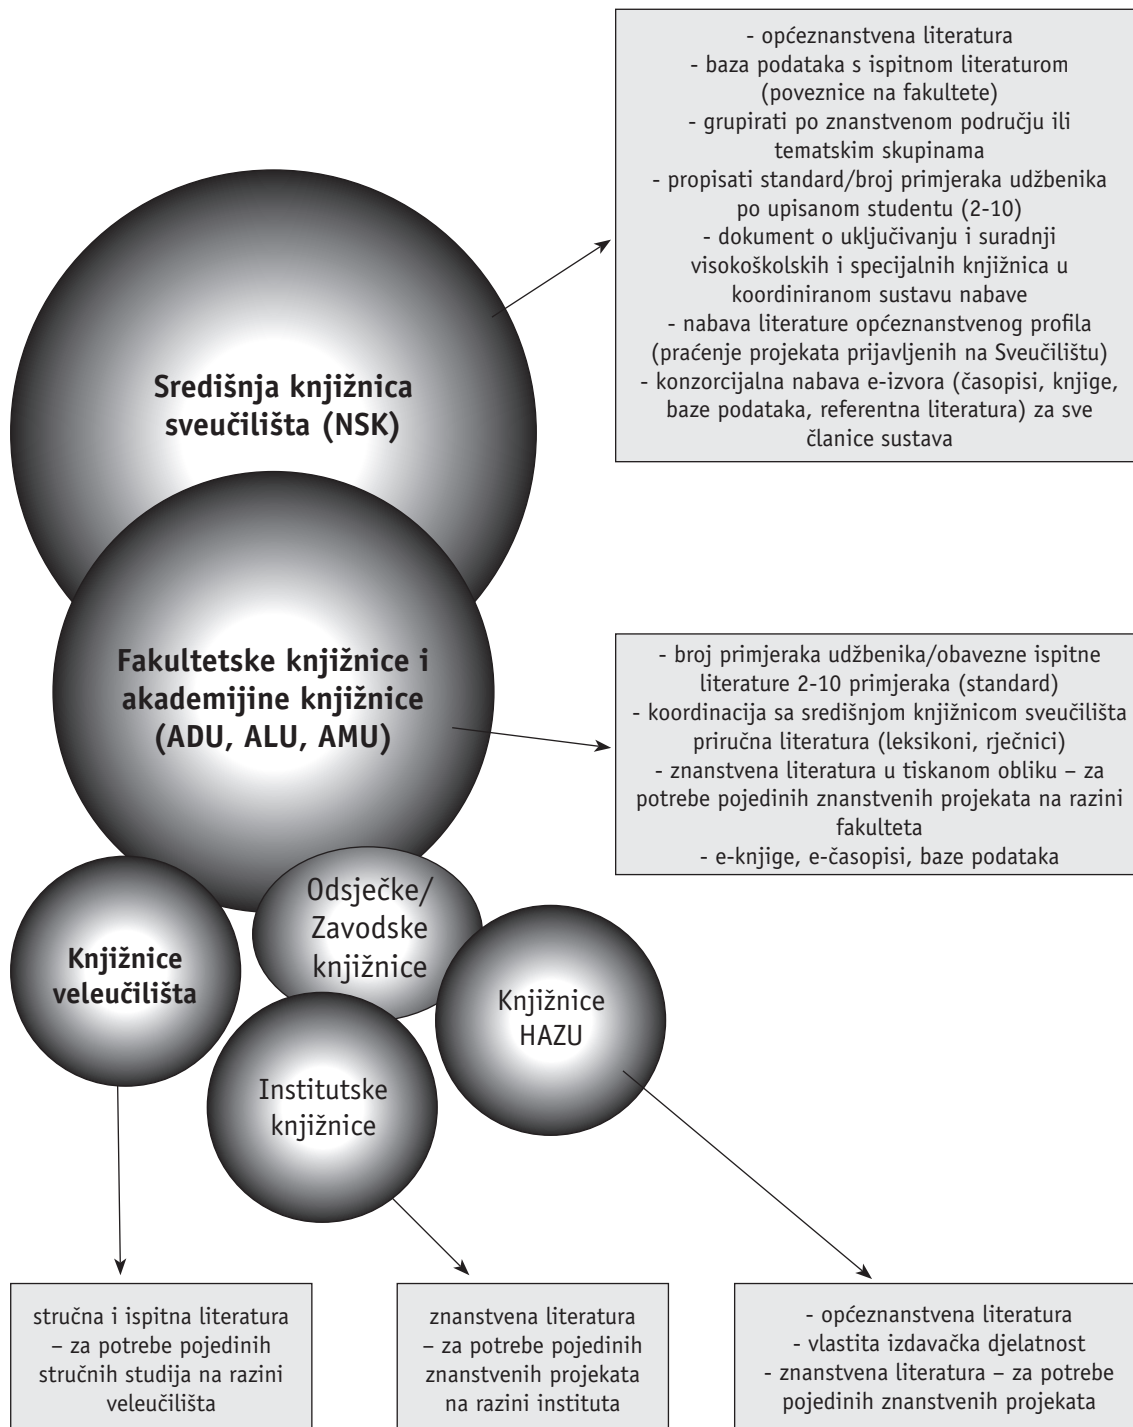 - općeznanstvena literatura
- baza podataka s ispitnom literaturom
(poveznice na fakultete)
- grupirati po znanstvenom području ili
tematskim skupinama
- propisati standard/broj primjeraka udžbenika
po upisanom studentu (2-10)
- dokument o uključivanju i suradnji
visokoškolskih i specijalnih knjižnica u
koordiniranom sustavu nabave
- nabava literature općeznanstvenog profila
(praćenje projekata prijavljenih na Sveučilištu)
- konzorcijalna nabava e-izvora (časopisi, knjige,
baze podataka, referentna literatura) za sve
članice sustava
Središnja knjižnica
sveučilišta (NSK)
Fakultetske knjižnice i
akademijine knjižnice
(ADU, ALU, AMU)
- broj primjeraka udžbenika/obavezne ispitne
literature 2-10 primjeraka (standard)
- koordinacija sa središnjom knjižnicom sveučilišta
priručna literatura (leksikoni, rječnici)
- znanstvena literatura u tiskanom obliku – za
potrebe pojedinih znanstvenih projekata na razini
fakulteta
- e-knjige, e-časopisi, baze podataka
Odsječke/
Zavodske
knjižnice
Knjižnice
veleučilišta
Knjižnice
HAZU
Institutske
knjižnice
stručna i ispitna literatura
– za potrebe pojedinih
stručnih studija na razini
veleučilišta
znanstvena literatura
– za potrebe pojedinih
znanstvenih projekata
na razini instituta
- općeznanstvena literatura
- vlastita izdavačka djelatnost
- znanstvena literatura – za potrebe
pojedinih znanstvenih projekata